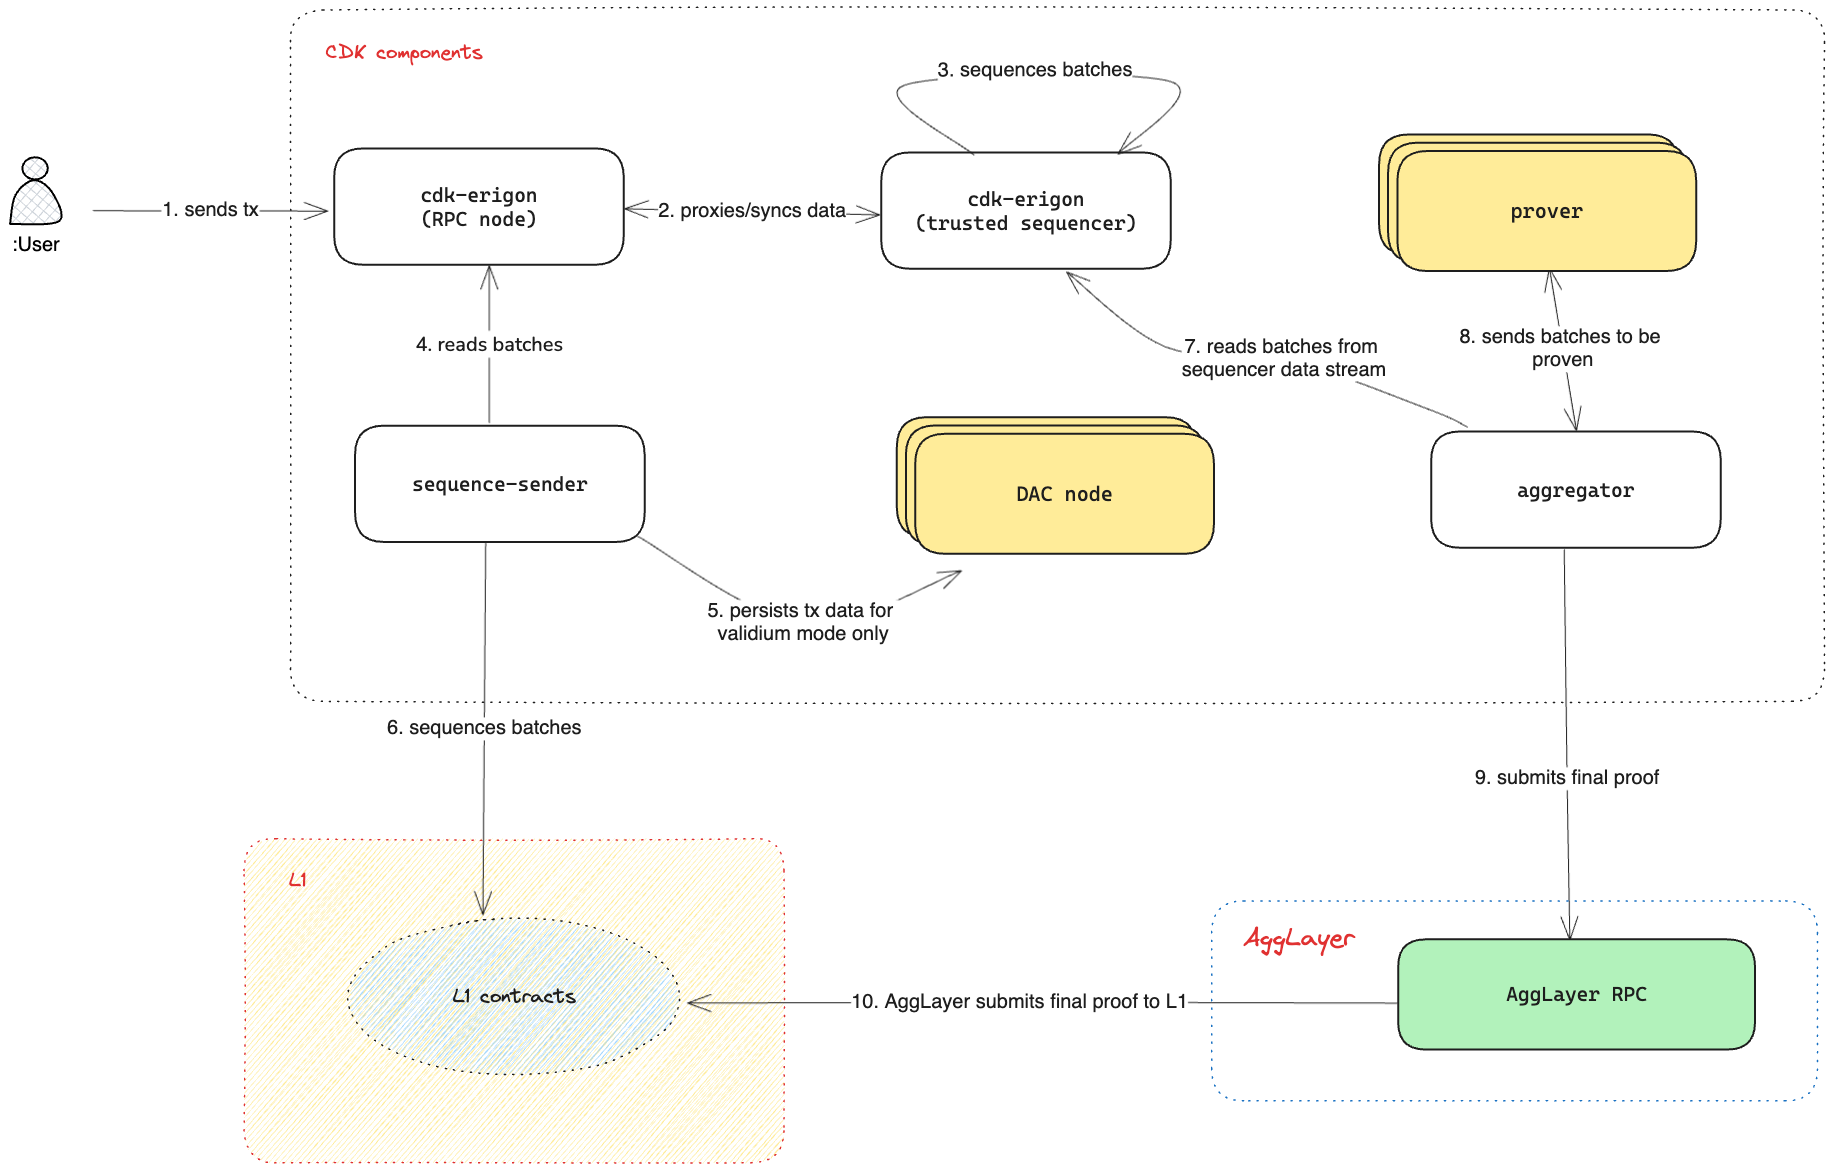 CDK components
3. sequences batches
:User
1. sends tx
cdk-erigon
(RPC node)
2. proxies/syncs data
cdk-erigon
(trusted sequencer)
prover
4. reads batches
7. reads batches from
sequencer data stream
8. sends batches to be
proven
sequence-sender
DAC node
aggregator
5. persists tx data for
validium mode only
6. sequences batches
9. submits final proof
L1
L1 contracts
10. AggLayer submits final proof to L1
AggLayer
AggLayer RPC